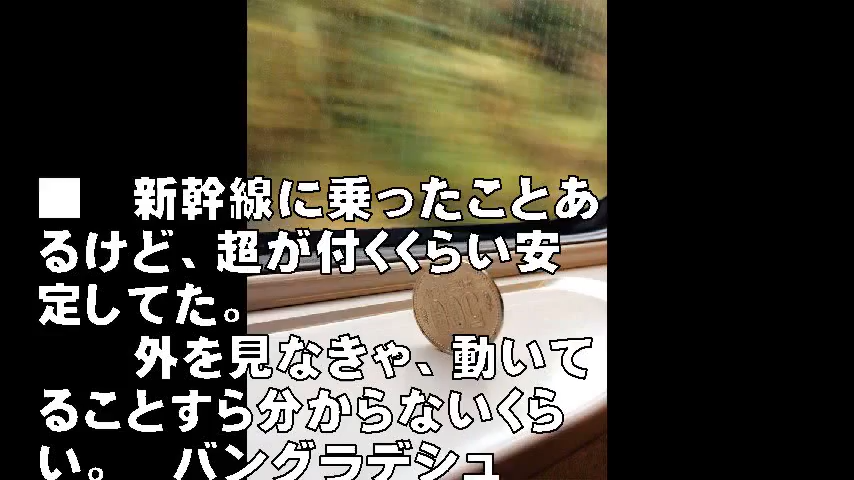 ■　新幹線に乗ったことあ
るけど、超が付くくらい安
定してた。
　　外を見なきゃ、動いて
ることすら分からないくら
い。　バングラデシュ